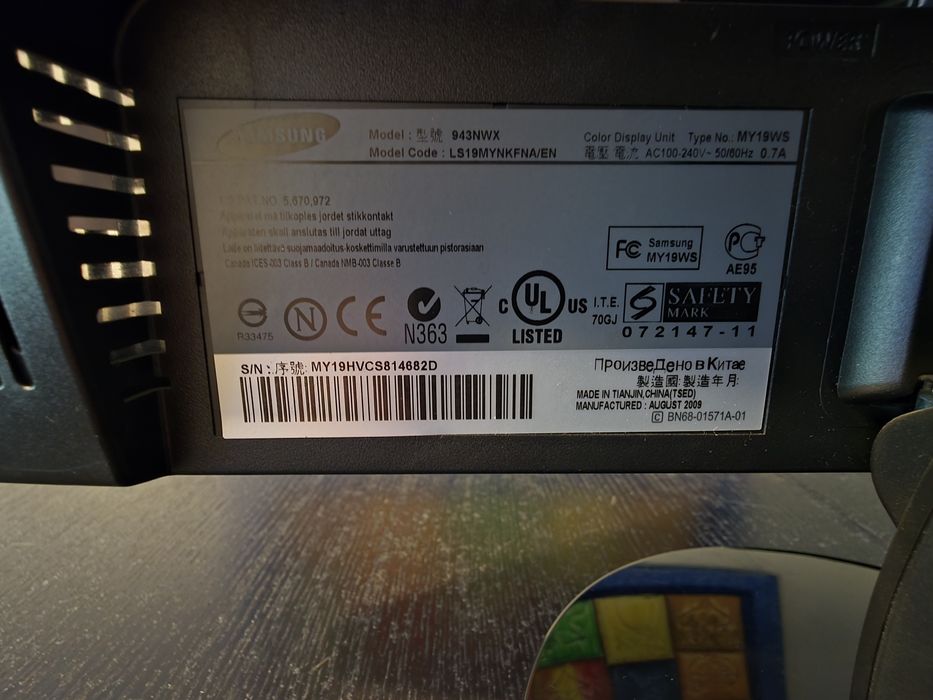 POWER
SAMSUNG
Model : 型號 943NWX
Model Code : LS19MYNKFNA/EN
Color Display Unit Type No.: MY19WS
電壓 電流 AC100-240V~ 50/60Hz 0.7A
PAT.NO 5,670,972
Apparatet må tilkoples jordet stikkontakt
Apparaten skall anslutas till jordat uttag
Laite on liitettävä suojamaadoitus-koskettimilla varustettuun pistorasiaan
Canada ICES-003 Class B / Canada NMB-003 Classe B
FC Samsung
MY19WS
PCT
AE95
R33475
N
CE
N363
c UL US
LISTED
I.T.E.
70GJ
S SAFETY
MARK
072147-11
S/N : 序號: MY19HVCS814682D
ПроизвеДено в Китае
製造國: 製造年月:
MADE IN TIANJIN,CHINA(TSED)
MANUFACTURED : AUGUST 2009
C BN68-01571A-01